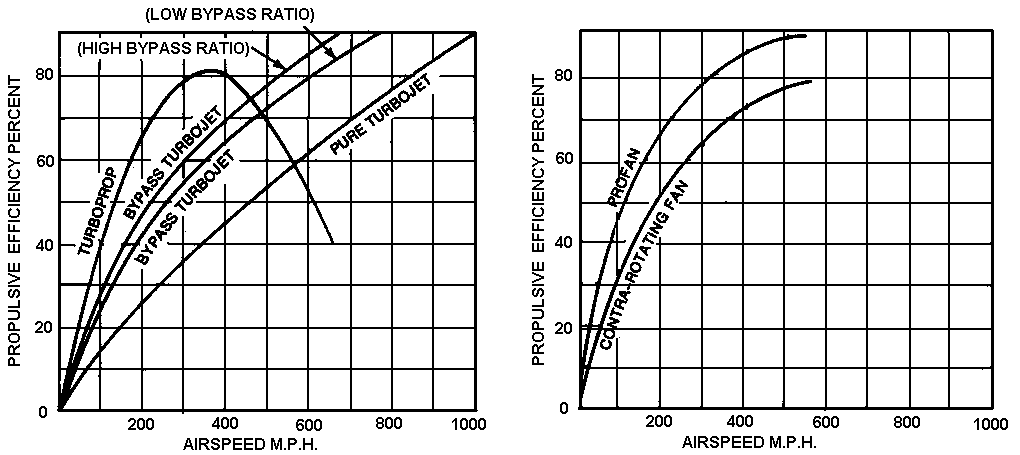 (LOW BYPASS RATIO)
(HIGH BYPASS RATIO)
PROPULSIVE EFFICIENCY PERCENT
80
60
40
20
0
TURBOPROP
BYPASS TURBOJET
BYPASS TURBOJET
PURE TURBOJET
200
400
600
800
1000
AIRSPEED M.P.H.
PROPULSIVE EFFICIENCY PERCENT
80
60
40
20
0
PROFAN
CONTRA-ROTATING FAN
200
400
600
800
1000
AIRSPEED M.P.H.